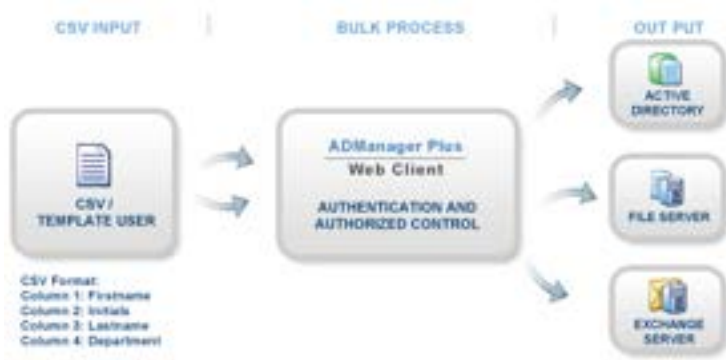 CSV INPUT
BULK PROCESS
OUT PUT
CSV /
TEMPLATE USER
CSV Format:
Column 1: Firstname
Column 2: Initials
Column 3: Lastname
Column 4: Department
ADManager Plus
Web Client
AUTHENTICATION AND
AUTHORIZED CONTROL
ACTIVE
DIRECTORY
FILE SERVER
EXCHANGE
SERVER